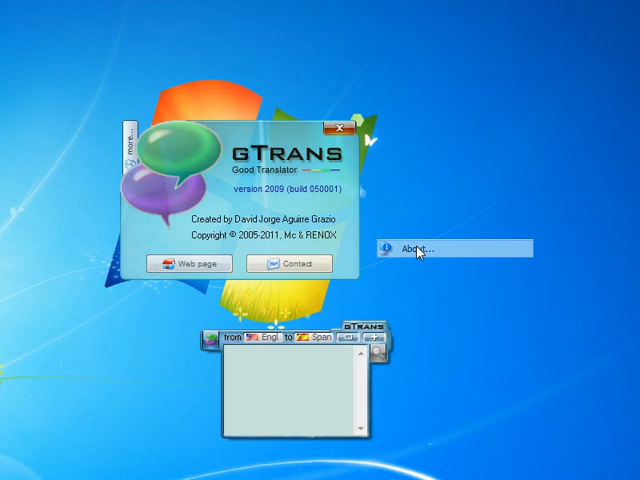 more...
GTRANS
Good Translator
version 2009 (build 050001)
Created by David Jorge Aguirre Grazio
Copyright © 2005-2011, Mc & RENOX
Web page
Contact
About...
GTRANS
from Engl to Span